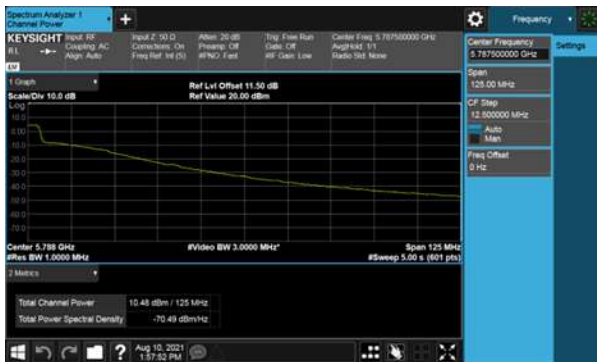 Spectrum Analyzer 1
Channel Power
+
Frequency
KEYSIGHT
RL
Input: RF
Coupling: AC
Align: Auto
Input Z: 50 Ω
Corrections: On
Freq Ref: Int (S)
Atten: 20 dB
Preamp: Off
#PNO: Fast
Trig: Free Run
Gate: Off
#IF Gain: Low
Center Freq: 5.787500000 GHz
Avg|Hold: 1/1
Radio Std: None
LV
1 Graph
Scale/Div 10.0 dB
Ref Lvl Offset 11.50 dB
Ref Value 20.00 dBm
Log
10.0
0.00
-10.0
-20.0
-30.0
-40.0
-50.0
-60.0
-70.0
Center 5.788 GHz
#Res BW 1.0000 MHz
#Video BW 3.0000 MHz*
Span 125 MHz
#Sweep 5.00 s (601 pts)
2 Metrics
Total Channel Power 10.48 dBm / 125 MHz
Total Power Spectral Density -70.49 dBm/Hz
?
Aug 10, 2021
1:57:52 PM
Center Frequency
5.787500000 GHz
Settings
Span
125.00 MHz
CF Step
12.500000 MHz
Auto
Man
Freq Offset
0 Hz